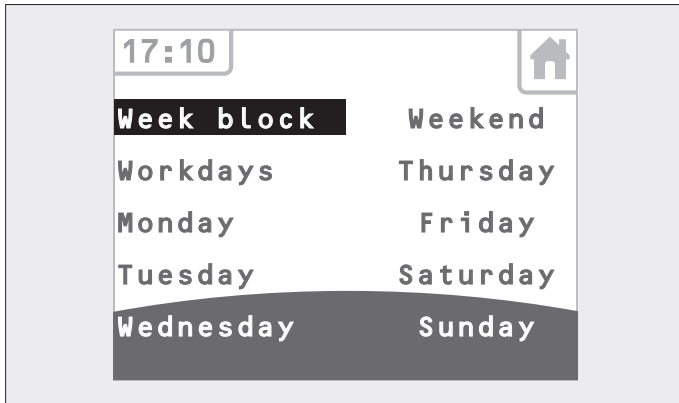 17:10
Week block Weekend
Workdays Thursday
Monday Friday
Tuesday Saturday
Wednesday Sunday